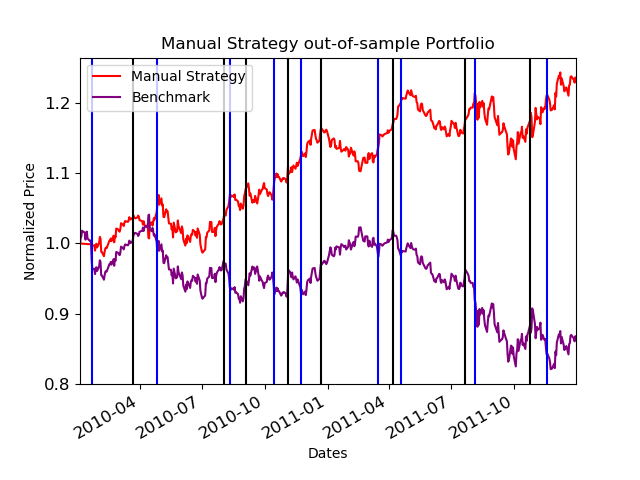 Manual Strategy out-of-sample Portfolio
Manual Strategy
Benchmark
Normalized Price
1.2
1.1
1.0
0.9
0.8
2010-04
2010-07
2010-10
2011-01
2011-04
2011-07
2011-10
Dates